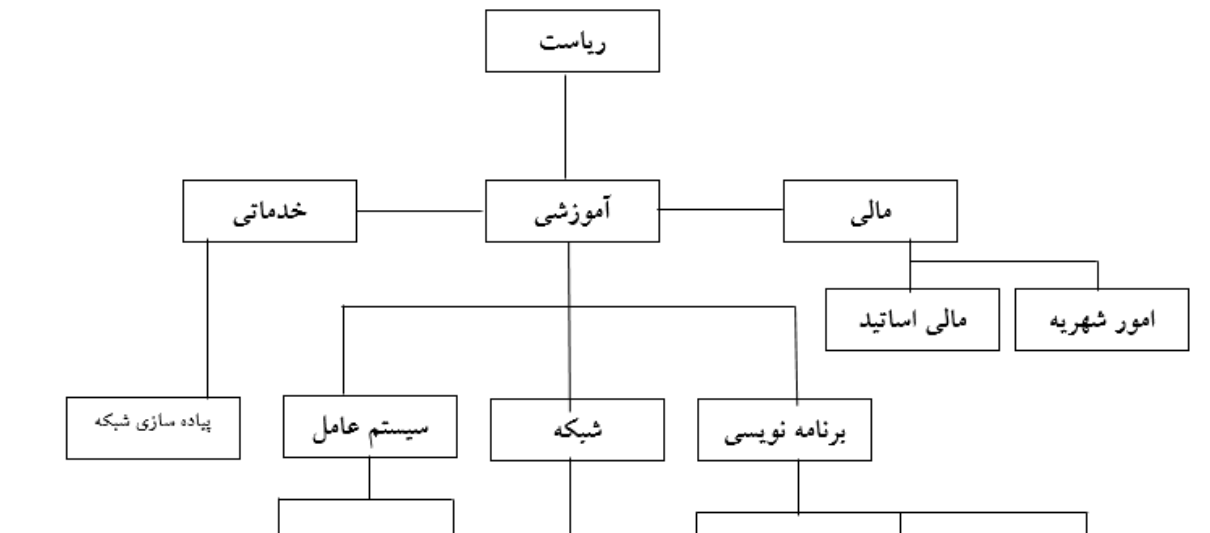 ریاست
مالی
آموزشی
خدماتی
امور شهریه
مالی اساتید
برنامه نویسی
شبکه
سیستم عامل
پیاده سازی شبکه